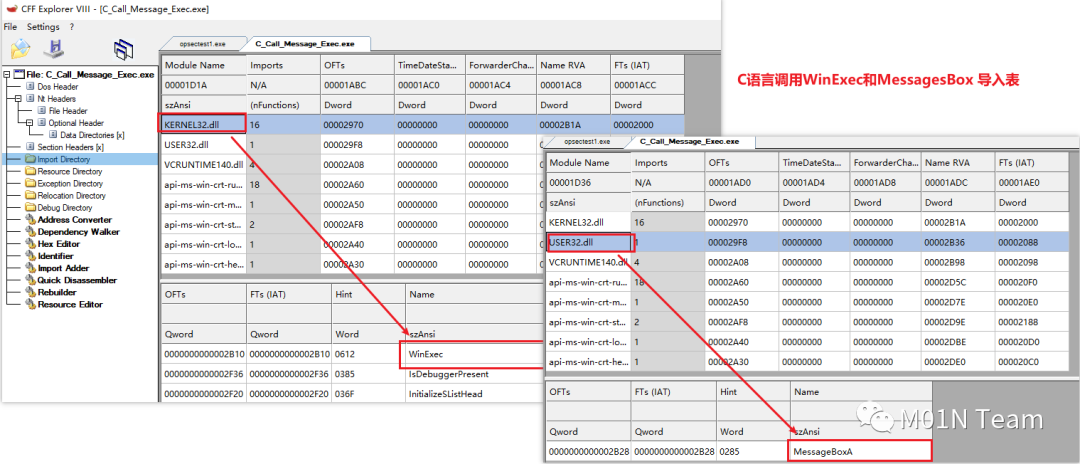 CFF Explorer VIII - [C_Call_Message_Exec.exe]
File Settings ?
opsectest1.exe C_Call_Message_Exec.exe
File: C_Call_Message_Exec.exe
Dos Header
Nt Headers
File Header
Optional Header
Data Directories [x]
Section Headers [x]
Import Directory
Resource Directory
Exception Directory
Relocation Directory
Debug Directory
Address Converter
Dependency Walker
Hex Editor
Identifier
Import Adder
Quick Disassembler
Rebuilder
Resource Editor
Module Name Imports OFTs TimeDateSta... ForwarderCha... Name RVA FTs (IAT)
00001D1A N/A 00001ABC 00001AC0 00001AC4 00001AC8 00001ACC
szAnsi (nFunctions) Dword Dword Dword Dword Dword
KERNEL32.dll 16 00002970 00000000 00000000 00002B1A 00002000
USER32.dll 1 000029F8 00000000 00000000
VCRUNTIME140.dll 4 00002A08 00000000 00000000
api-ms-win-crt-ru... 18 00002A60 00000000 00000000
api-ms-win-crt-m... 1 00002A50 00000000 00000000
api-ms-win-crt-st... 2 00002AF8 00000000 00000000
api-ms-win-crt-lo... 1 00002A40 00000000 00000000
api-ms-win-crt-he... 1 00002A30 00000000 00000000
OFTs FTs (IAT) Hint Name
Qword Qword Word szAnsi
0000000000002B10 0000000000002B10 0612 WinExec
0000000000002F36 0000000000002F36 0385 IsDebuggerPresent
0000000000002F20 0000000000002F20 036F InitializeSListHead
C语言调用WinExec和MessagesBox 导入表
opsectest1.exe C_Call_Message_Exec.exe
Module Name Imports OFTs TimeDateSta... ForwarderCha... Name RVA FTs (IAT)
00001D36 N/A 00001AD0 00001AD4 00001AD8 00001ADC 00001AE0
szAnsi (nFunctions) Dword Dword Dword Dword Dword
KERNEL32.dll 16 00002970 00000000 00000000 00002B1A 00002000
USER32.dll 1 000029F8 00000000 00000000 00002B36 00002088
VCRUNTIME140.dll 4 00002A08 00000000 00000000 00002B98 00002098
api-ms-win-crt-ru... 18 00002A60 00000000 00000000 00002D5C 000020F0
api-ms-win-crt-m... 1 00002A50 00000000 00000000 00002D7E 000020E0
api-ms-win-crt-st... 2 00002AF8 00000000 00000000 00002D9E 00002188
api-ms-win-crt-lo... 1 00002A40 00000000 00000000 00002DBE 000020D0
api-ms-win-crt-he... 1 00002A30 00000000 00000000 00002DE0 000020C0
OFTs FTs (IAT) Hint Name
Qword Qword Word szAnsi
0000000000002B28 0000000000002B28 0285 MessageBoxA
M01N Team